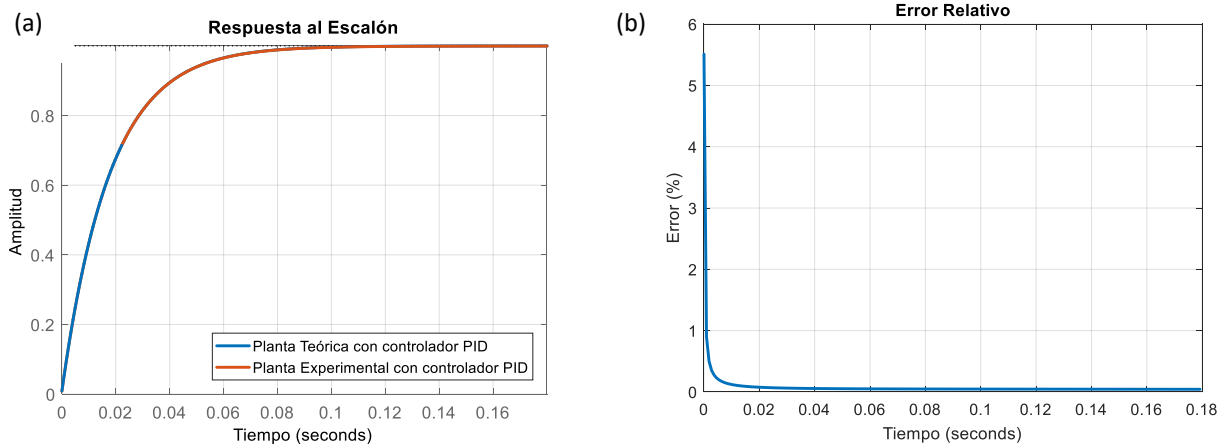 (a)
Respuesta al Escalón
Amplitud
0.8
0.6
0.4
0.2
0
0 0.02 0.04 0.06 0.08 0.1 0.12 0.14 0.16
Tiempo (seconds)
Planta Teórica con controlador PID
Planta Experimental con controlador PID
(b)
Error Relativo
Error (%)
6
5
4
3
2
1
0
0 0.02 0.04 0.06 0.08 0.1 0.12 0.14 0.16 0.18
Tiempo (seconds)